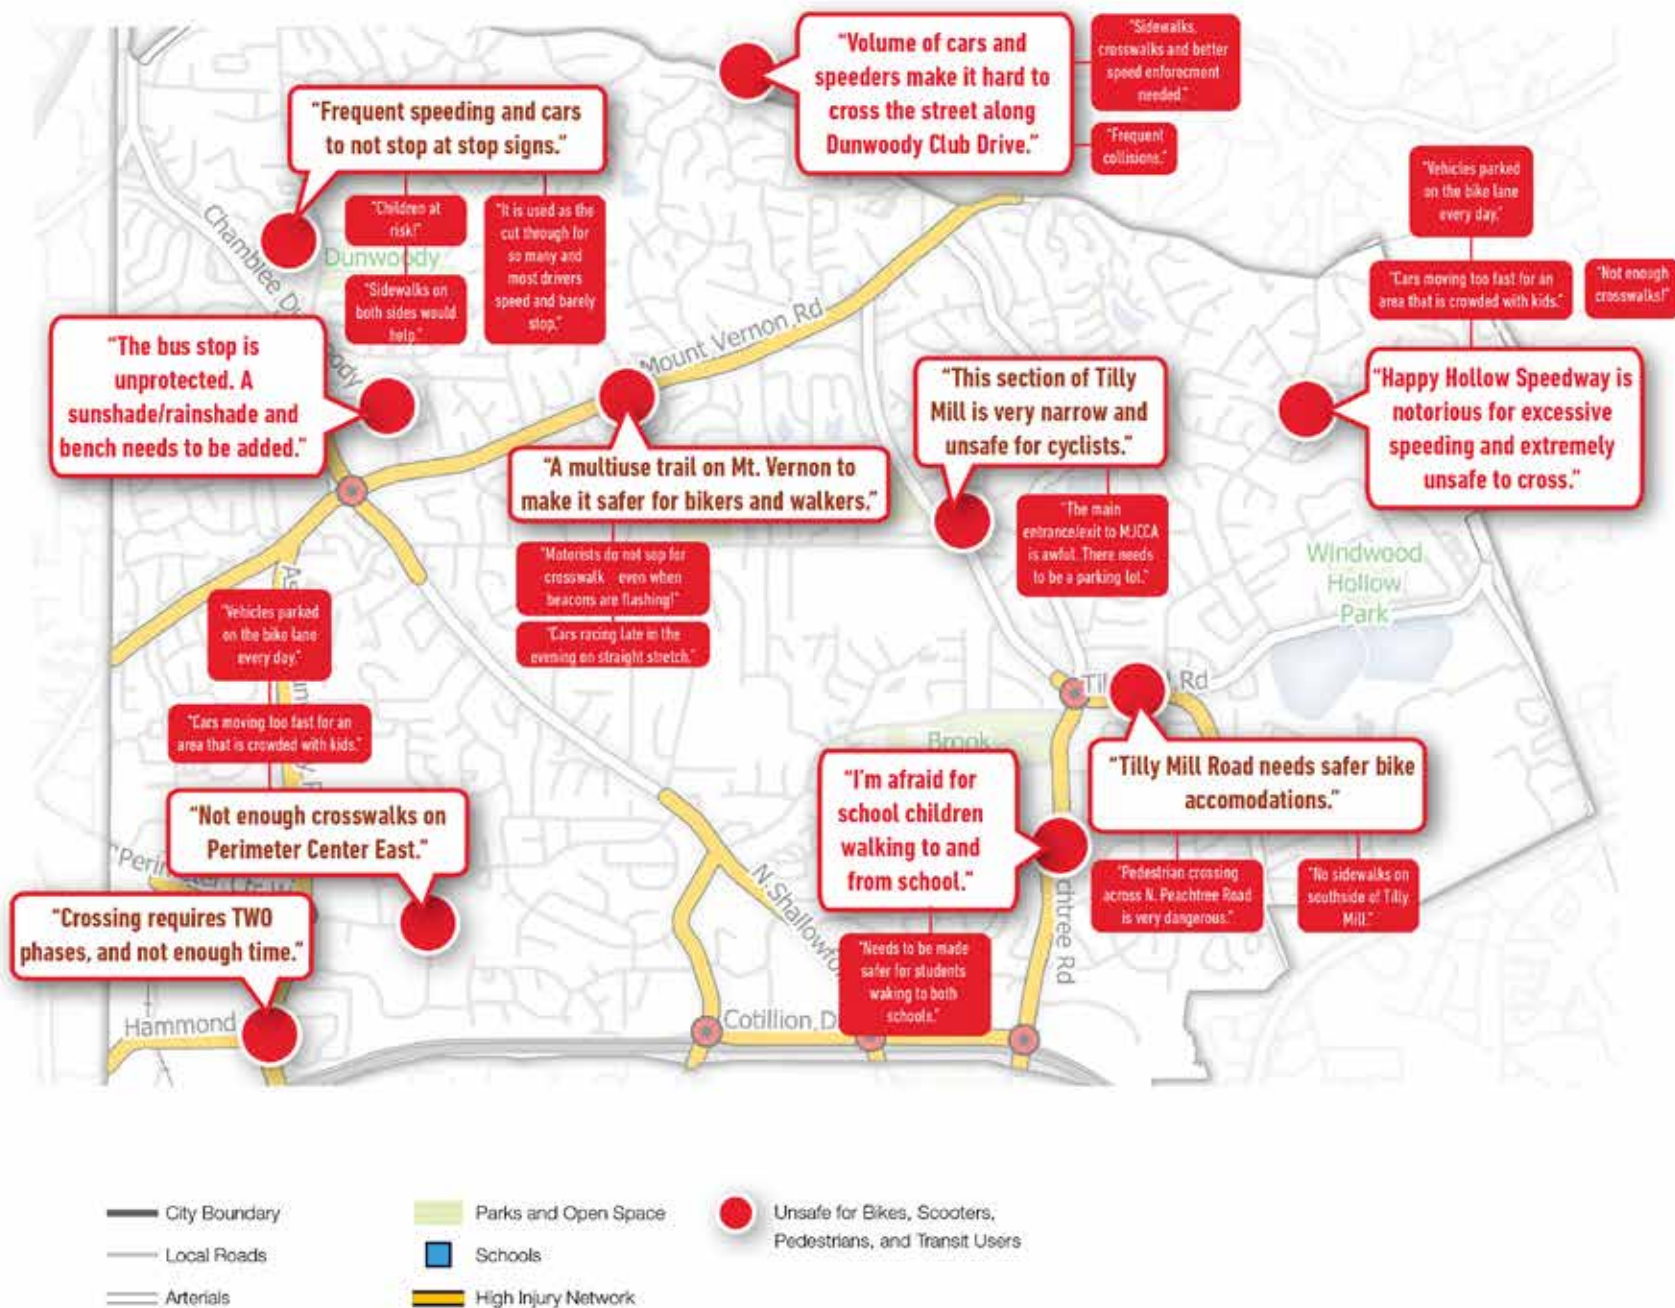 “Volume of cars and
speeders make it hard to
cross the street along
Dunwoody Club Drive.”
“Sidewalks,
crosswalks and better
speed enforecment
needed.”
“Frequent
collisions.”
“Frequent speeding and cars
to not stop at stop signs.”
“Children at
risk!”
“Sidewalks on
both sides would
help.”
“It is used as the
cut through for
so many and
most drivers
speed and barely
stop.”
“Vehicles parked
on the bike lane
every day.”
“Cars moving too fast for an
area that is crowded with kids.”
“Not enough
crosswalks!”
“Happy Hollow Speedway is
notorious for excessive
speeding and extremely
unsafe to cross.”
Chamblee Du
oody
Dunwoody
“The bus stop is
unprotected. A
sunshade/rainshade and
bench needs to be added.”
Mount Vernon Rd
“A multiuse trail on Mt. Vernon to
make it safer for bikers and walkers.”
“Motorists do not sop for
crosswalk even when
beacons are flashing!”
“Cars racing late in the
evening on straight stretch.”
“This section of Tilly
Mill is very narrow and
unsafe for cyclists.”
“The main
entrance/exit to MJCCA
is awful. There needs
to be a parking lot.”
Windwood
Hollow
Park
As
“Vehicles parked
on the bike lane
every day.”
“Cars moving too fast for an
area that is crowded with kids.”
“Not enough crosswalks on
Perimeter Center East.”
“Crossing requires TWO
phases, and not enough time.”
Hammond
N Shallowfo
Cotillion D
Brook
“I’m afraid for
school children
walking to and
from school.”
“Needs to be made
safer for students
waking to both
schools.”
Til Rd
“Tilly Mill Road needs safer bike
accomodations.”
“Pedestrian crossing
across N. Peachtree Road
is very dangerous.”
“No sidewalks on
southside of Tilly
Mill.”
chtree Rd
City Boundary
Local Roads
Arterials
Parks and Open Space
Schools
High Injury Network
Unsafe for Bikes, Scooters,
Pedestrians, and Transit Users